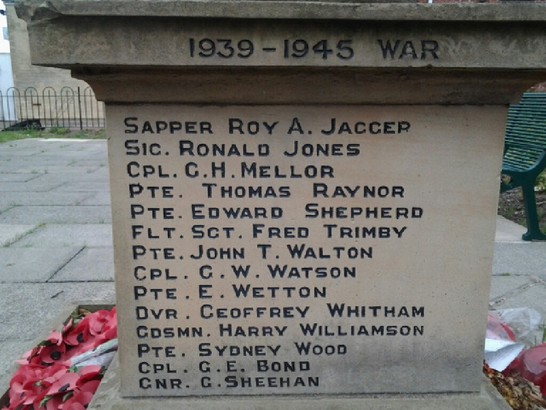 1939-1945 WAR
SAPPER ROY A. JAGGER
SIG. RONALD JONES
CPL. G.H. MELLOR
PTE. THOMAS RAYNOR
PTE. EDWARD SHEPHERD
FLT. SGT. FRED TRIMBY
PTE. JOHN T. WALTON
CPL. G. W. WATSON
PTE. E. WETTON
DVR. GEOFFREY WHITHAM
GDSMN. HARRY WILLIAMSON
PTE. SYDNEY WOOD
CPL. G. E. BOND
GNR. G. SHEEHAN